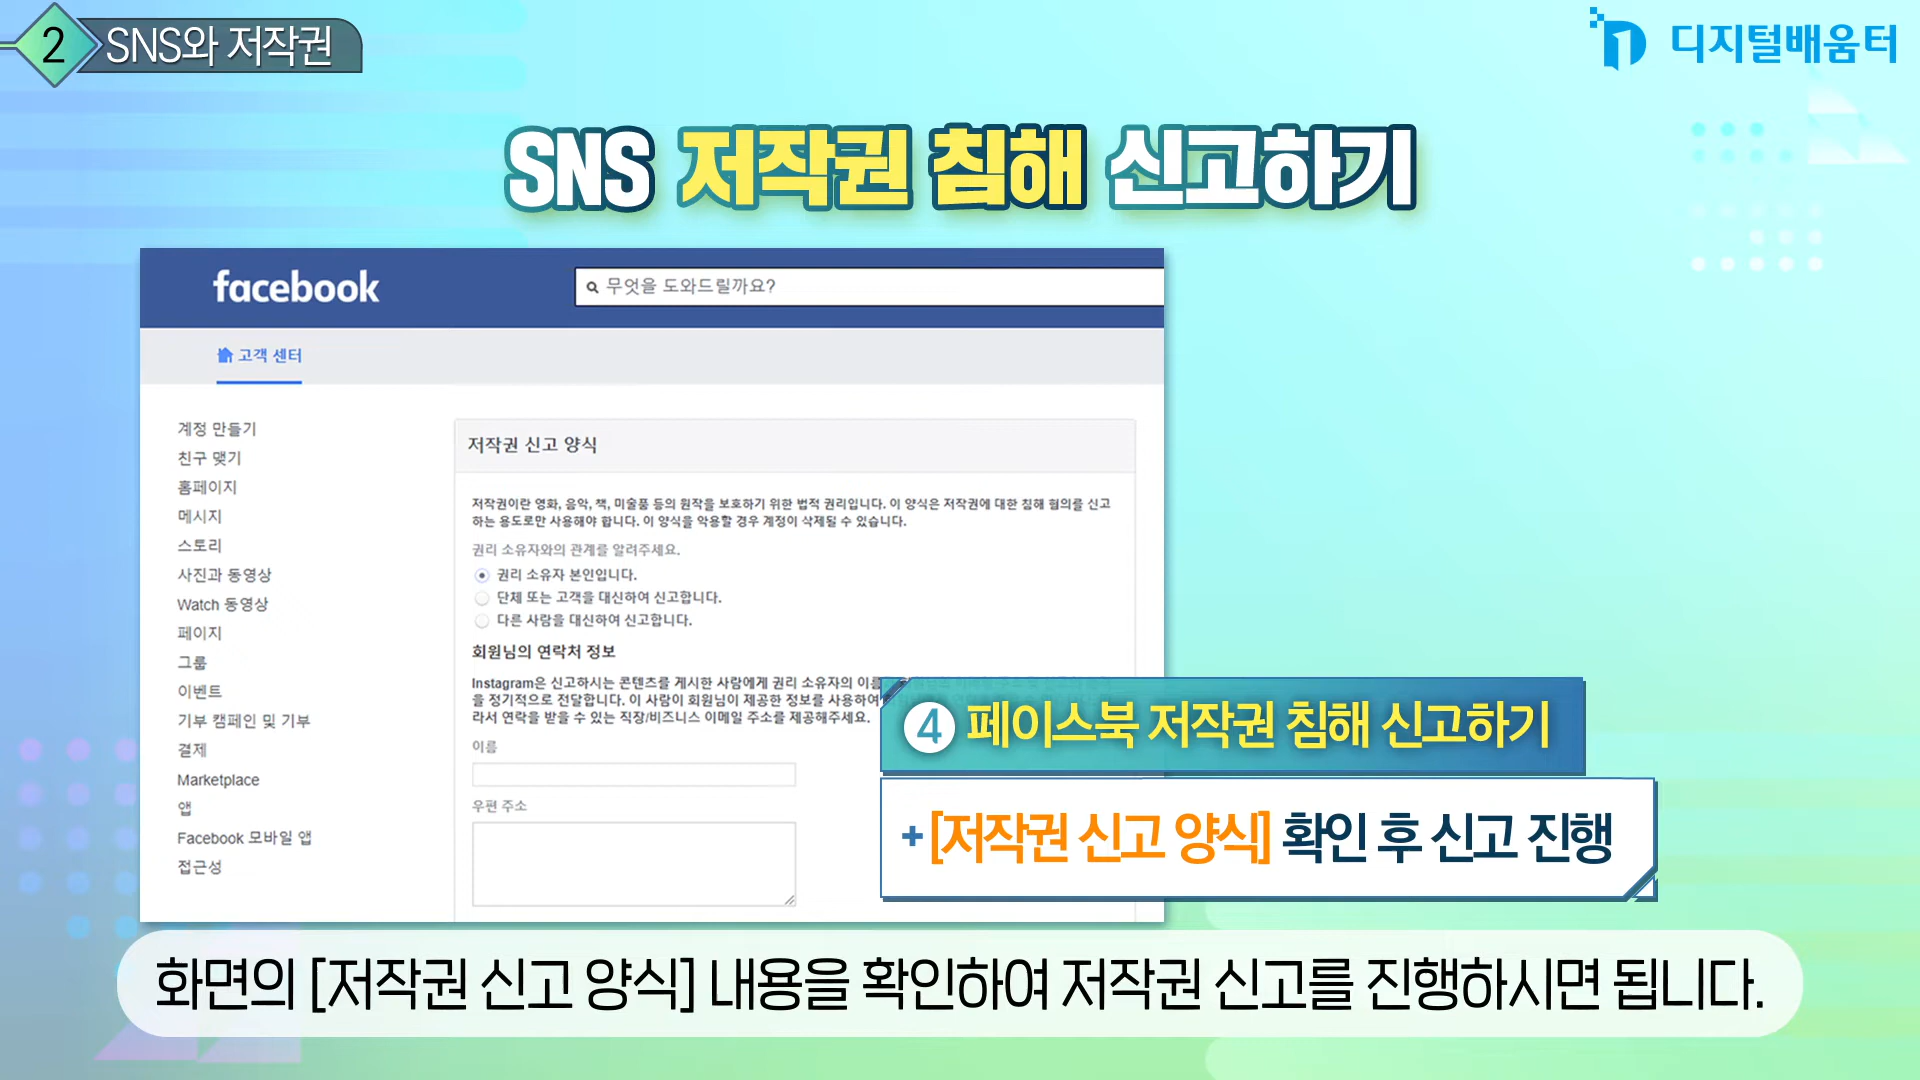 2 SNS와 저작권
디지털배움터
SNS 저작권 침해 신고하기
facebook
무엇을 도와드릴까요?
고객 센터
계정 만들기
친구 맺기
홈페이지
메시지
스토리
사진과 동영상
Watch 동영상
페이지
그룹
이벤트
기부 캠페인 및 기부
결제
Marketplace
앱
Facebook 모바일 앱
접근성
저작권 신고 양식
저작권이란 영화, 음악, 책, 미술품 등의 원작을 보호하기 위한 법적 권리입니다. 이 양식은 저작권에 대한 침해 혐의를 신고
하는 용도로만 사용해야 합니다. 이 양식을 악용할 경우 계정이 삭제될 수 있습니다.
권리 소유자와의 관계를 알려주세요.
권리 소유자 본인입니다.
단체 또는 고객을 대신하여 신고합니다.
다른 사람을 대신하여 신고합니다.
회원님의 연락처 정보
Instagram은 신고하시는 콘텐츠를 게시한 사람에게 권리 소유자의 이름
을 정기적으로 전달합니다. 이 사람이 회원님이 제공한 정보를 사용하여
라서 연락을 받을 수 있는 직장/비즈니스 이메일 주소를 제공해주세요.
이름
우편 주소
4 페이스북 저작권 침해 신고하기
+ [저작권 신고 양식] 확인 후 신고 진행
화면의 [저작권 신고 양식] 내용을 확인하여 저작권 신고를 진행하시면 됩니다.